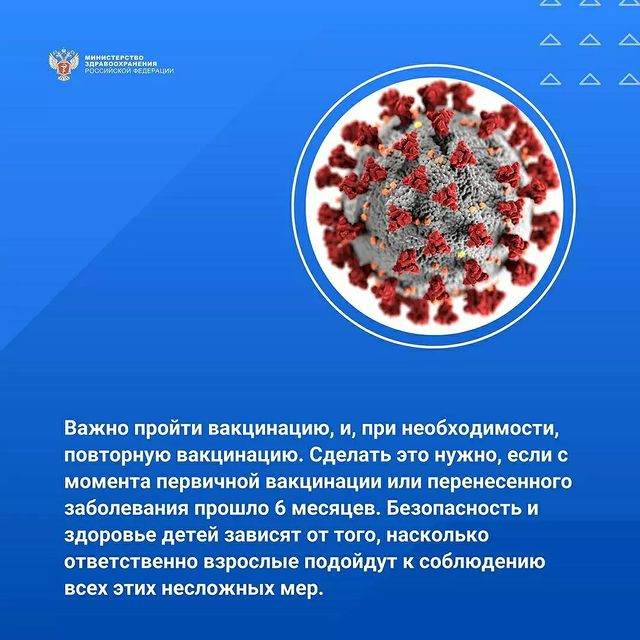 МИНИСТЕРСТВО
ЗДРАВООХРАНЕНИЯ
РОССИЙСКОЙ ФЕДЕРАЦИИ
Важно пройти вакцинацию, и, при необходимости,
повторную вакцинацию. Сделать это нужно, если с
момента первичной вакцинации или перенесенного
заболевания прошло 6 месяцев. Безопасность и
здоровье детей зависят от того, насколько
ответственно взрослые подойдут к соблюдению
всех этих несложных мер.